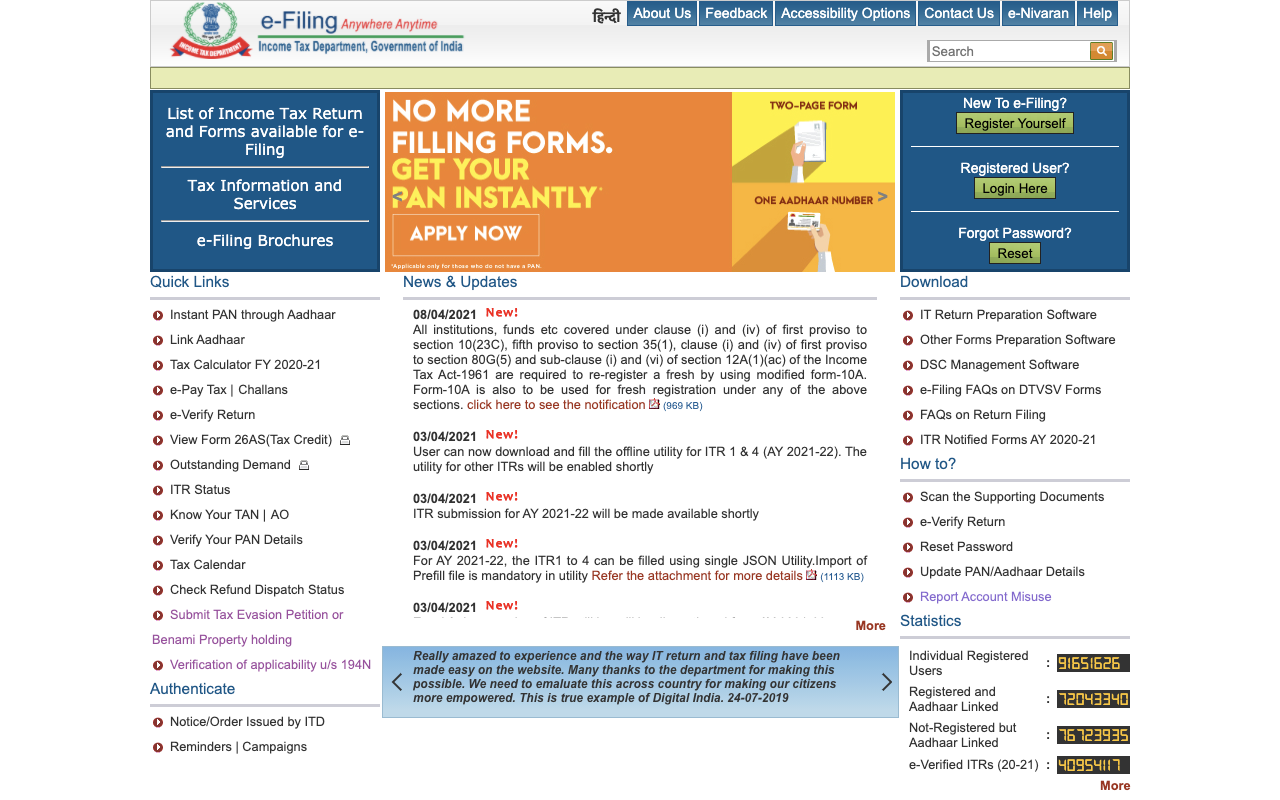 e-Filing Anywhere Anytime
Income Tax Department, Government of India
INCOME TAX DEPARTMENT
हिन्दी
About Us
Feedback
Accessibility Options
Contact Us
e-Nivaran
Help
Search
List of Income Tax Return
and Forms available for e-
Filing
Tax Information and
Services
e-Filing Brochures
NO MORE
FILLING FORMS.
GET YOUR
PAN INSTANTLY*
APPLY NOW
*Applicable only for those who do not have a PAN.
TWO-PAGE FORM
ONE AADHAAR NUMBER
<
>
New To e-Filing?
Register Yourself
Registered User?
Login Here
Forgot Password?
Reset
Quick Links
Instant PAN through Aadhaar
Link Aadhaar
Tax Calculator FY 2020-21
e-Pay Tax | Challans
e-Verify Return
View Form 26AS(Tax Credit)
Outstanding Demand
ITR Status
Know Your TAN | AO
Verify Your PAN Details
Tax Calendar
Check Refund Dispatch Status
Submit Tax Evasion Petition or
Benami Property holding
Verification of applicability u/s 194N
Authenticate
Notice/Order Issued by ITD
Reminders | Campaigns
News & Updates
08/04/2021 New!
All institutions, funds etc covered under clause (i) and (iv) of first proviso to
section 10(23C), fifth proviso to section 35(1), clause (i) and (iv) of first proviso
to section 80G(5) and sub-clause (i) and (vi) of section 12A(1)(ac) of the Income
Tax Act-1961 are required to re-register a fresh by using modified form-10A.
Form-10A is also to be used for fresh registration under any of the above
sections. click here to see the notification (969 KB)
03/04/2021 New!
User can now download and fill the offline utility for ITR 1 & 4 (AY 2021-22). The
utility for other ITRs will be enabled shortly
03/04/2021 New!
ITR submission for AY 2021-22 will be made available shortly
03/04/2021 New!
For AY 2021-22, the ITR1 to 4 can be filled using single JSON Utility.Import of
Prefill file is mandatory in utility Refer the attachment for more details (1113 KB)
03/04/2021 New!
More
Really amazed to experience and the way IT return and tax filing have been
made easy on the website. Many thanks to the department for making this
possible. We need to emaluate this across country for making our citizens
more empowered. This is true example of Digital India. 24-07-2019
Download
IT Return Preparation Software
Other Forms Preparation Software
DSC Management Software
e-Filing FAQs on DTVSV Forms
FAQs on Return Filing
ITR Notified Forms AY 2020-21
How to?
Scan the Supporting Documents
e-Verify Return
Reset Password
Update PAN/Aadhaar Details
Report Account Misuse
Statistics
Individual Registered
Users : 91651626
Registered and
Aadhaar Linked : 72043340
Not-Registered but
Aadhaar Linked : 76723935
e-Verified ITRs (20-21) : 40954117
More